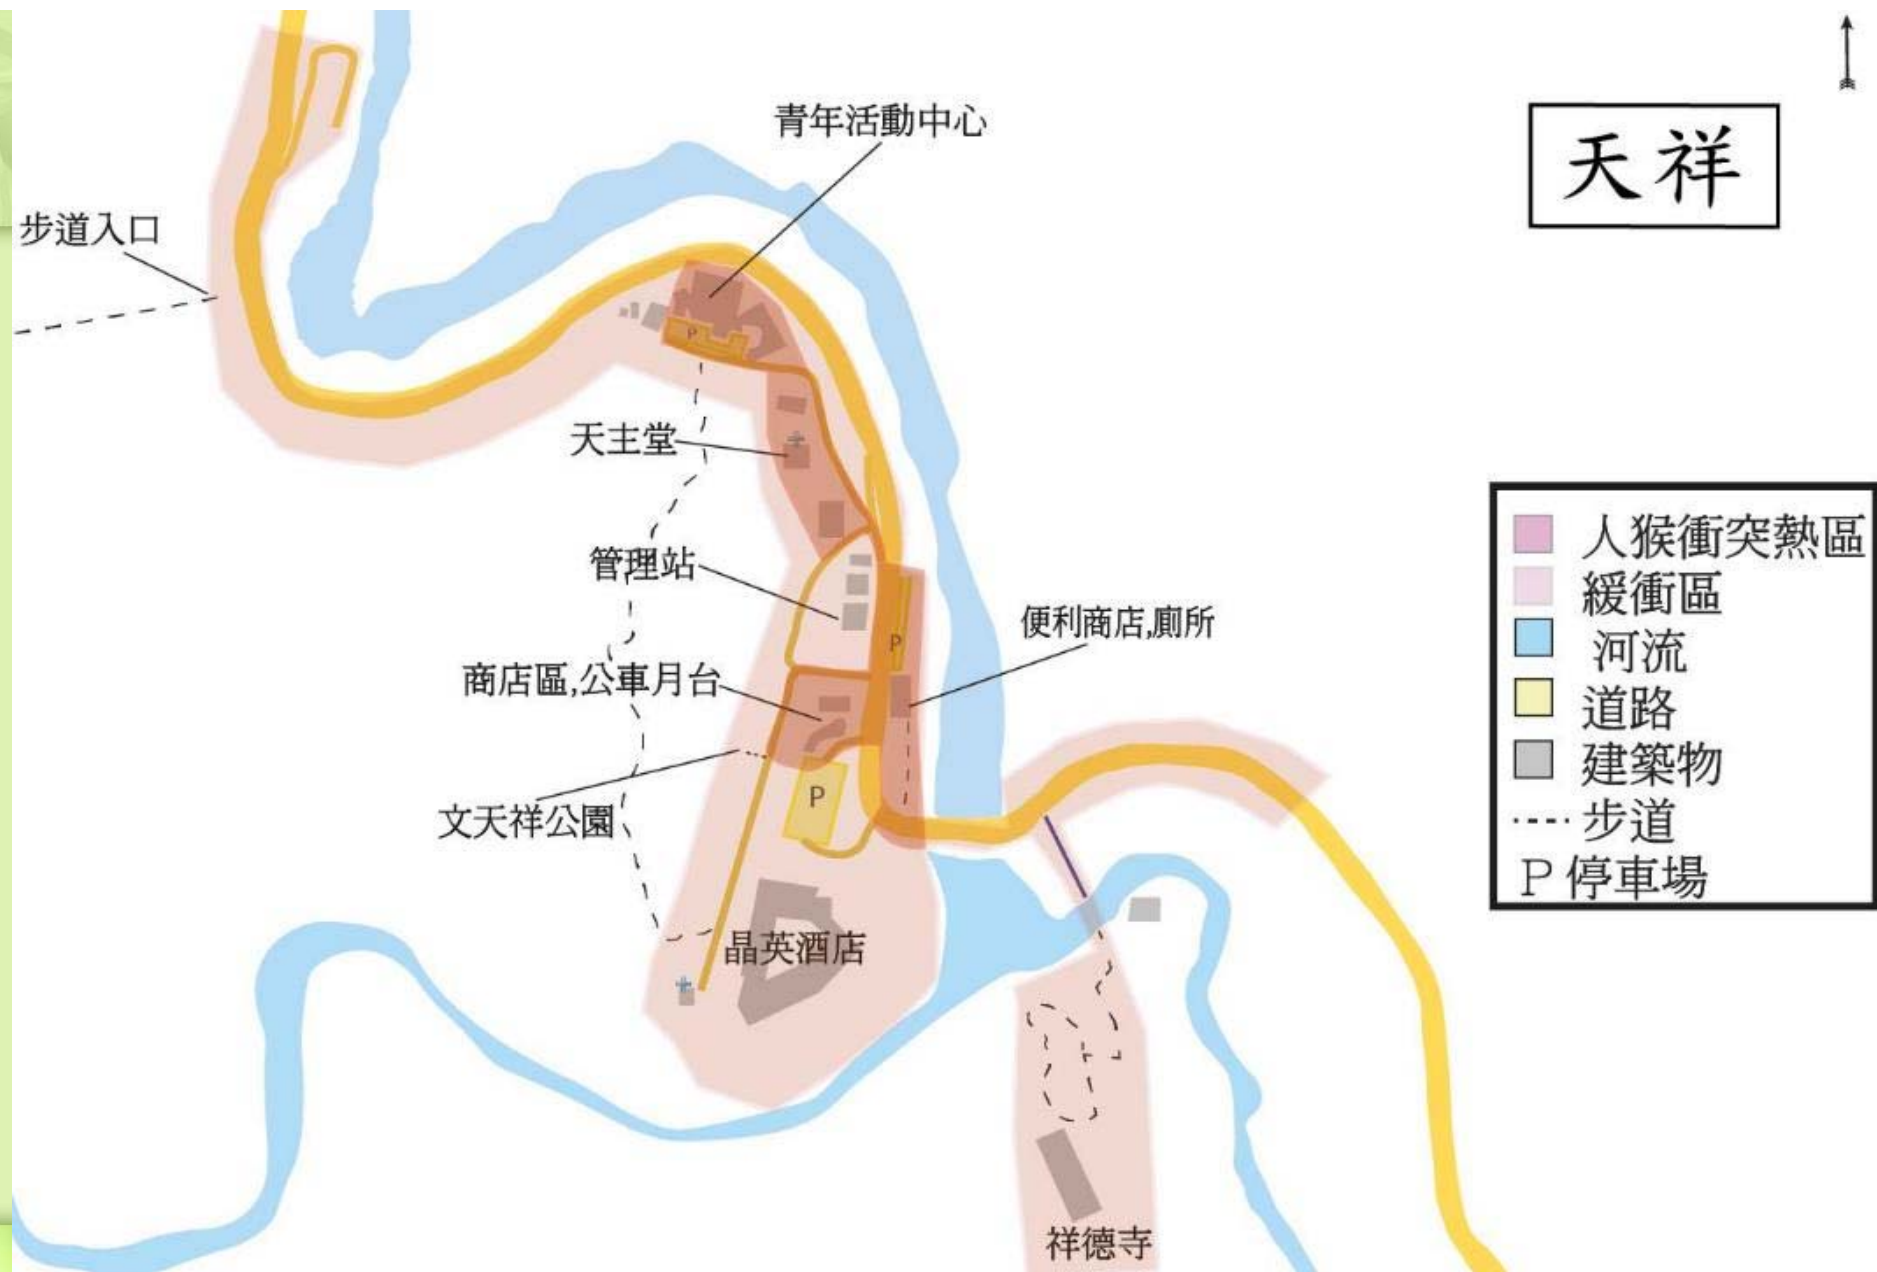 天祥
青年活動中心
步道入口
P
天主堂
管理站
P
便利商店,廁所
商店區,公車月台
P
文天祥公園
晶英酒店
祥德寺
人猴衝突熱區
緩衝區
河流
道路
建築物
步道
P 停車場